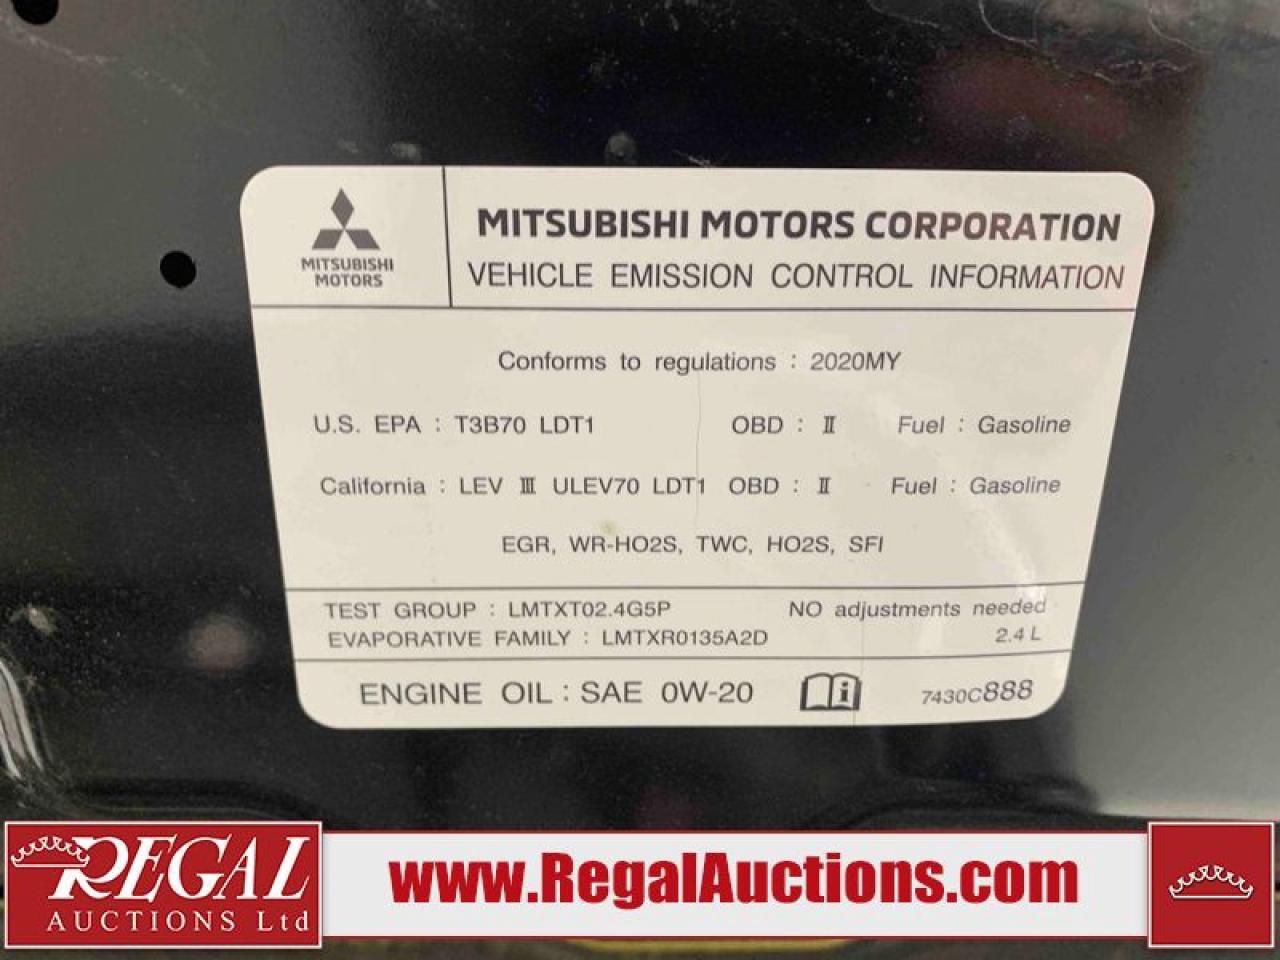 MITSUBISHI MOTORS CORPORATION
MITSUBISHI
MOTORS
VEHICLE EMISSION CONTROL INFORMATION
Conforms to regulations : 2020MY
U.S. EPA : T3B70 LDT1 OBD : Ⅱ Fuel : Gasoline
California : LEV Ⅲ ULEV70 LDT1 OBD : Ⅱ Fuel : Gasoline
EGR, WR-HO2S, TWC, HO2S, SFI
TEST GROUP : LMTXT02.4G5P NO adjustments needed
EVAPORATIVE FAMILY : LMTXR0135A2D 2.4 L
ENGINE OIL : SAE 0W-20 i 7430C888
REGAL
AUCTIONS Ltd
www.RegalAuctions.com